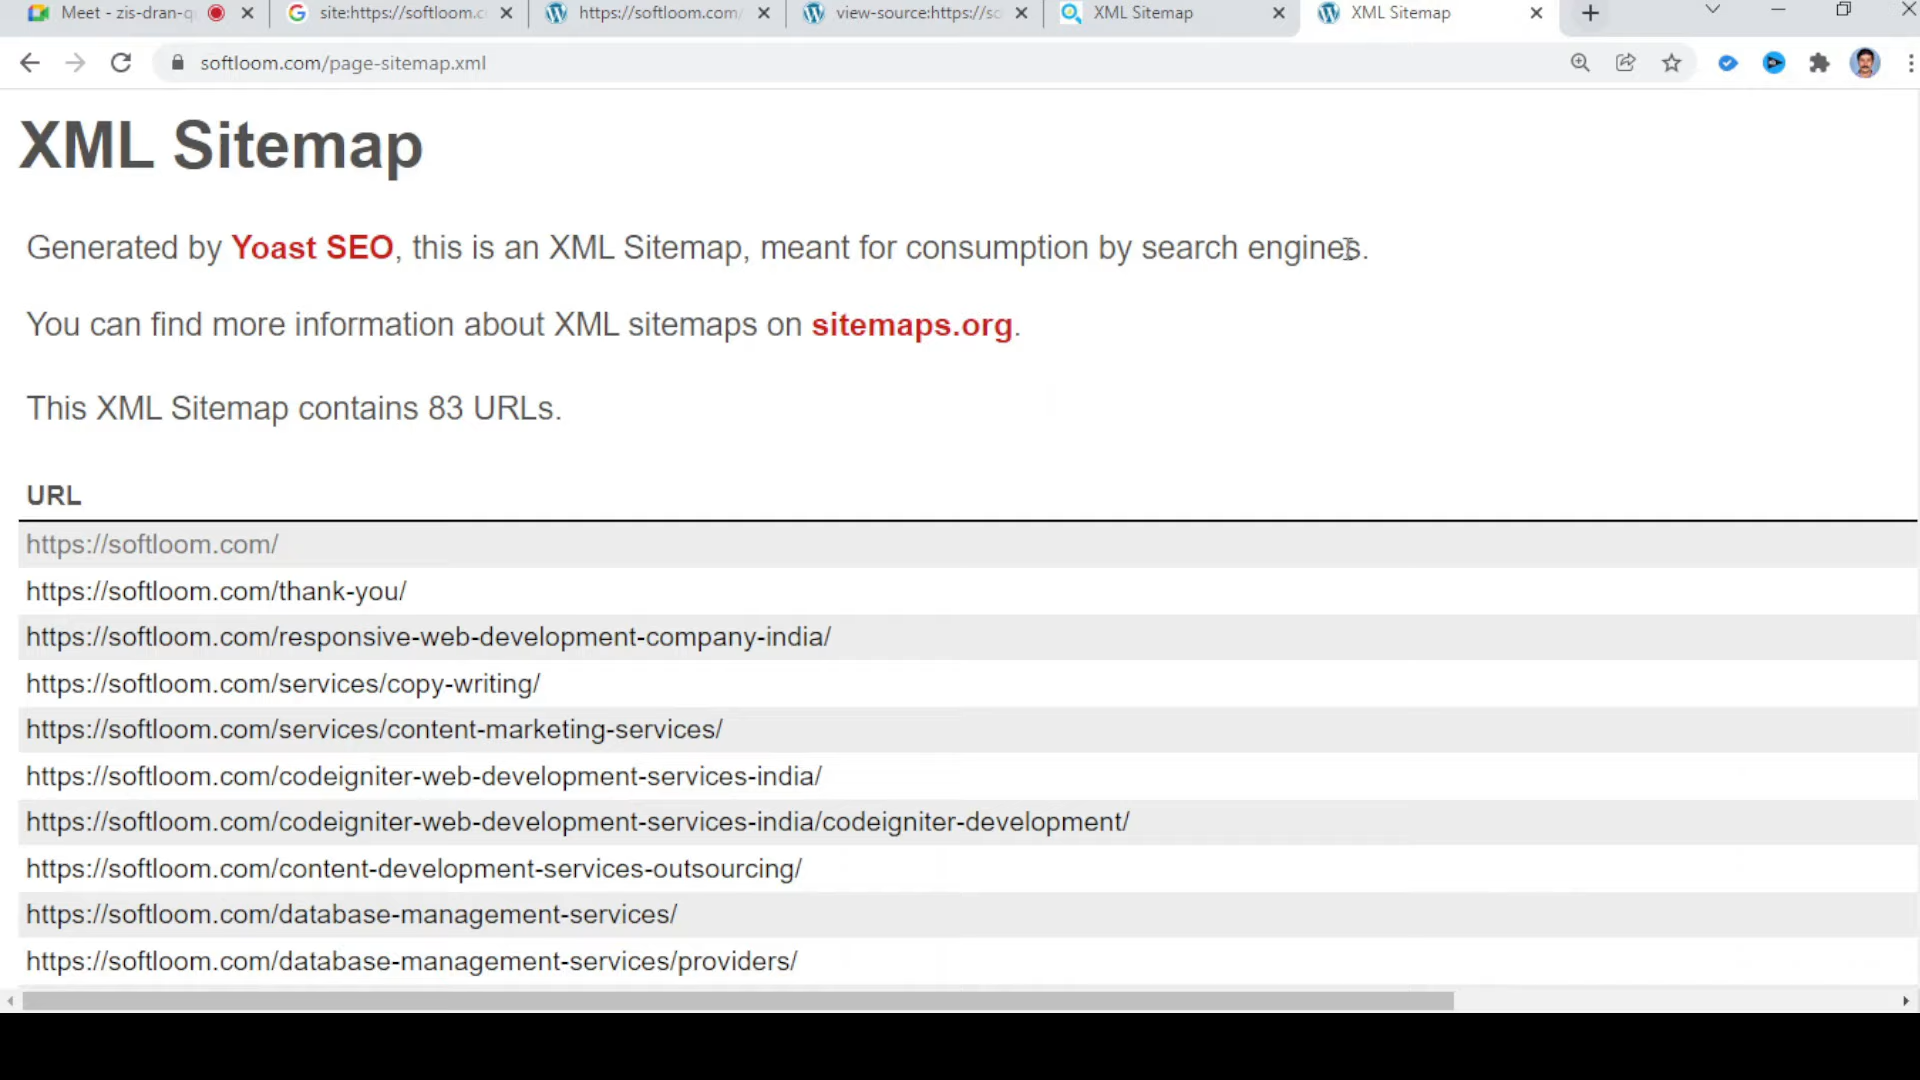 Meet - zis-dran-q
site:https://softloom.c
https://softloom.com/
view-source:https://so
XML Sitemap
XML Sitemap
softloom.com/page-sitemap.xml
XML Sitemap
Generated by Yoast SEO, this is an XML Sitemap, meant for consumption by search engines.
You can find more information about XML sitemaps on sitemaps.org.
This XML Sitemap contains 83 URLs.
URL
https://softloom.com/
https://softloom.com/thank-you/
https://softloom.com/responsive-web-development-company-india/
https://softloom.com/services/copy-writing/
https://softloom.com/services/content-marketing-services/
https://softloom.com/codeigniter-web-development-services-india/
https://softloom.com/codeigniter-web-development-services-india/codeigniter-development/
https://softloom.com/content-development-services-outsourcing/
https://softloom.com/database-management-services/
https://softloom.com/database-management-services/providers/